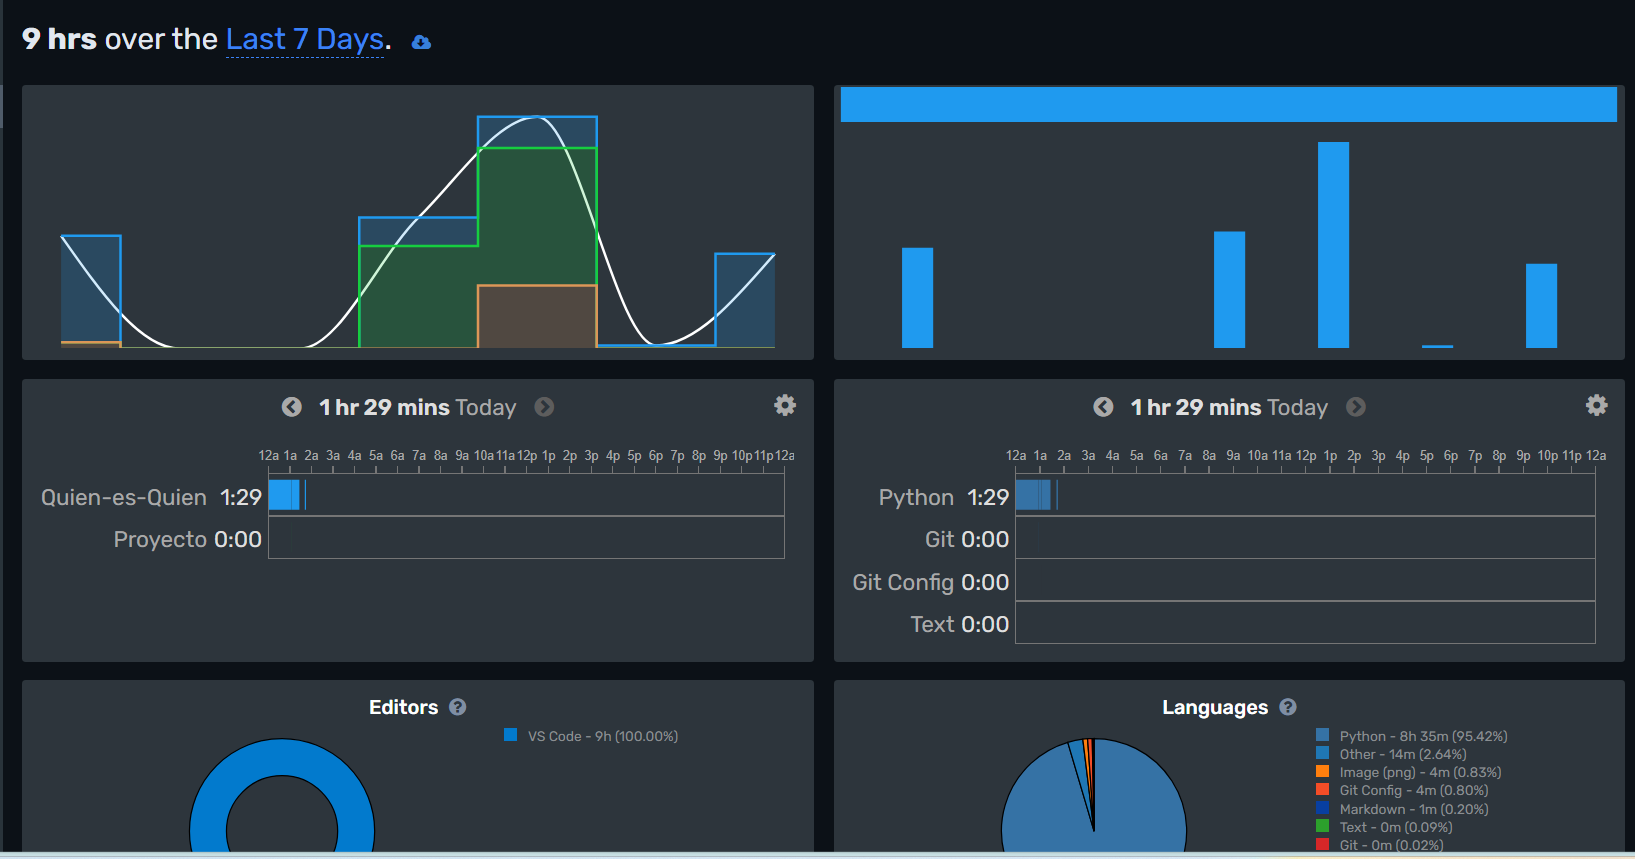 9 hrs over the Last 7 Days.
1 hr 29 mins Today
12a 1a 2a 3a 4a 5a 6a 7a 8a 9a 10a 11a 12p 1p 2p 3p 4p 5p 6p 7p 8p 9p 10p 11p 12a
Quien-es-Quien 1:29
Proyecto 0:00
1 hr 29 mins Today
12a 1a 2a 3a 4a 5a 6a 7a 8a 9a 10a 11a 12p 1p 2p 3p 4p 5p 6p 7p 8p 9p 10p 11p 12a
Python 1:29
Git 0:00
Git Config 0:00
Text 0:00
Editors ?
VS Code - 9h (100.00%)
Languages ?
Python - 8h 35m (95.42%)
Other - 14m (2.64%)
Image (png) - 4m (0.83%)
Git Config - 4m (0.80%)
Markdown - 1m (0.20%)
Text - 0m (0.09%)
Git - 0m (0.02%)